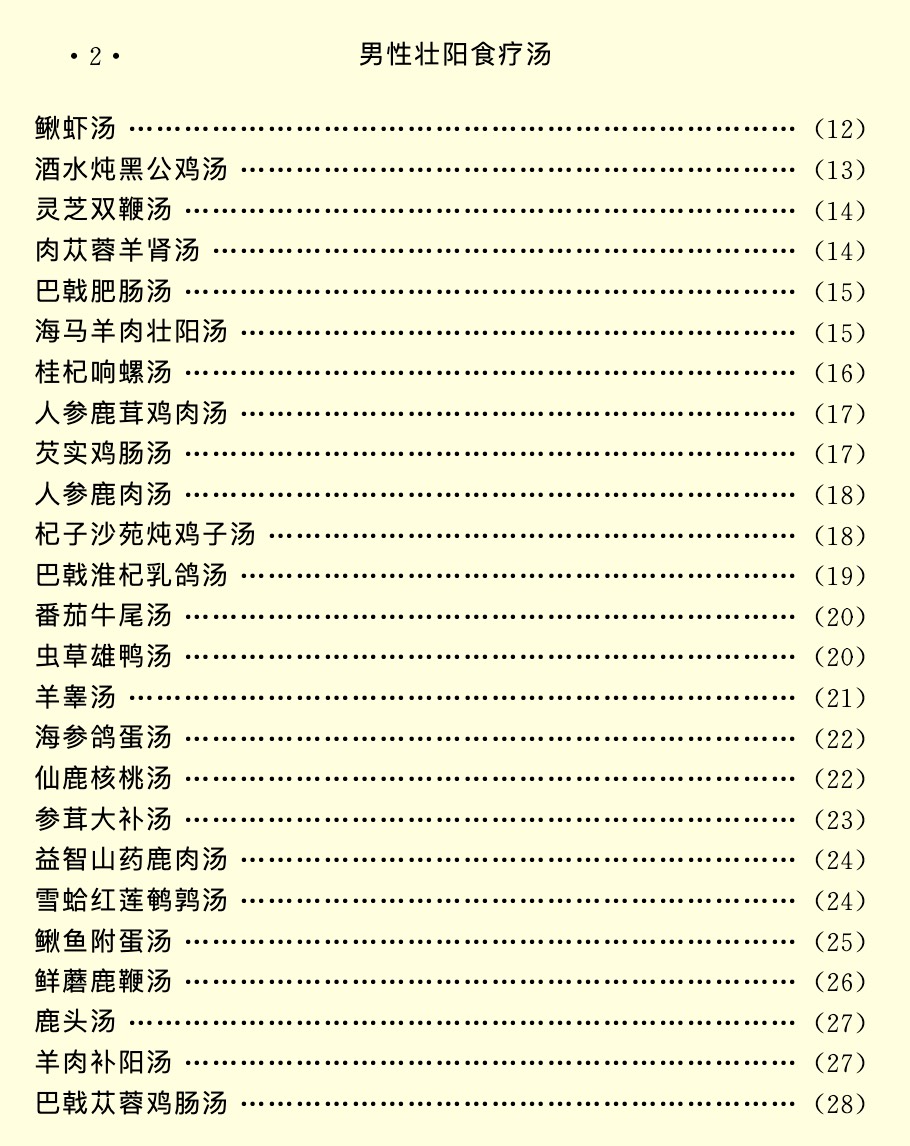 ·2· 男性壮阳食疗汤
鳅虾汤 ……………………………………………………………… (12)
酒水炖黑公鸡汤 …………………………………………………… (13)
灵芝双鞭汤 ………………………………………………………… (14)
肉苁蓉羊肾汤 ……………………………………………………… (14)
巴戟肥肠汤 ………………………………………………………… (15)
海马羊肉壮阳汤 …………………………………………………… (15)
桂杞响螺汤 ………………………………………………………… (16)
人参鹿茸鸡肉汤 …………………………………………………… (17)
芡实鸡肠汤 ………………………………………………………… (17)
人参鹿肉汤 ………………………………………………………… (18)
杞子沙苑炖鸡子汤 ………………………………………………… (18)
巴戟淮杞乳鸽汤 …………………………………………………… (19)
番茄牛尾汤 ………………………………………………………… (20)
虫草雄鸭汤 ………………………………………………………… (20)
羊睾汤 ……………………………………………………………… (21)
海参鸽蛋汤 ………………………………………………………… (22)
仙鹿核桃汤 ………………………………………………………… (22)
参茸大补汤 ………………………………………………………… (23)
益智山药鹿肉汤 …………………………………………………… (24)
雪蛤红莲鹌鹑汤 …………………………………………………… (24)
鳅鱼附蛋汤 ………………………………………………………… (25)
鲜蘑鹿鞭汤 ………………………………………………………… (26)
鹿头汤 ……………………………………………………………… (27)
羊肉补阳汤 ………………………………………………………… (27)
巴戟苁蓉鸡肠汤 …………………………………………………… (28)